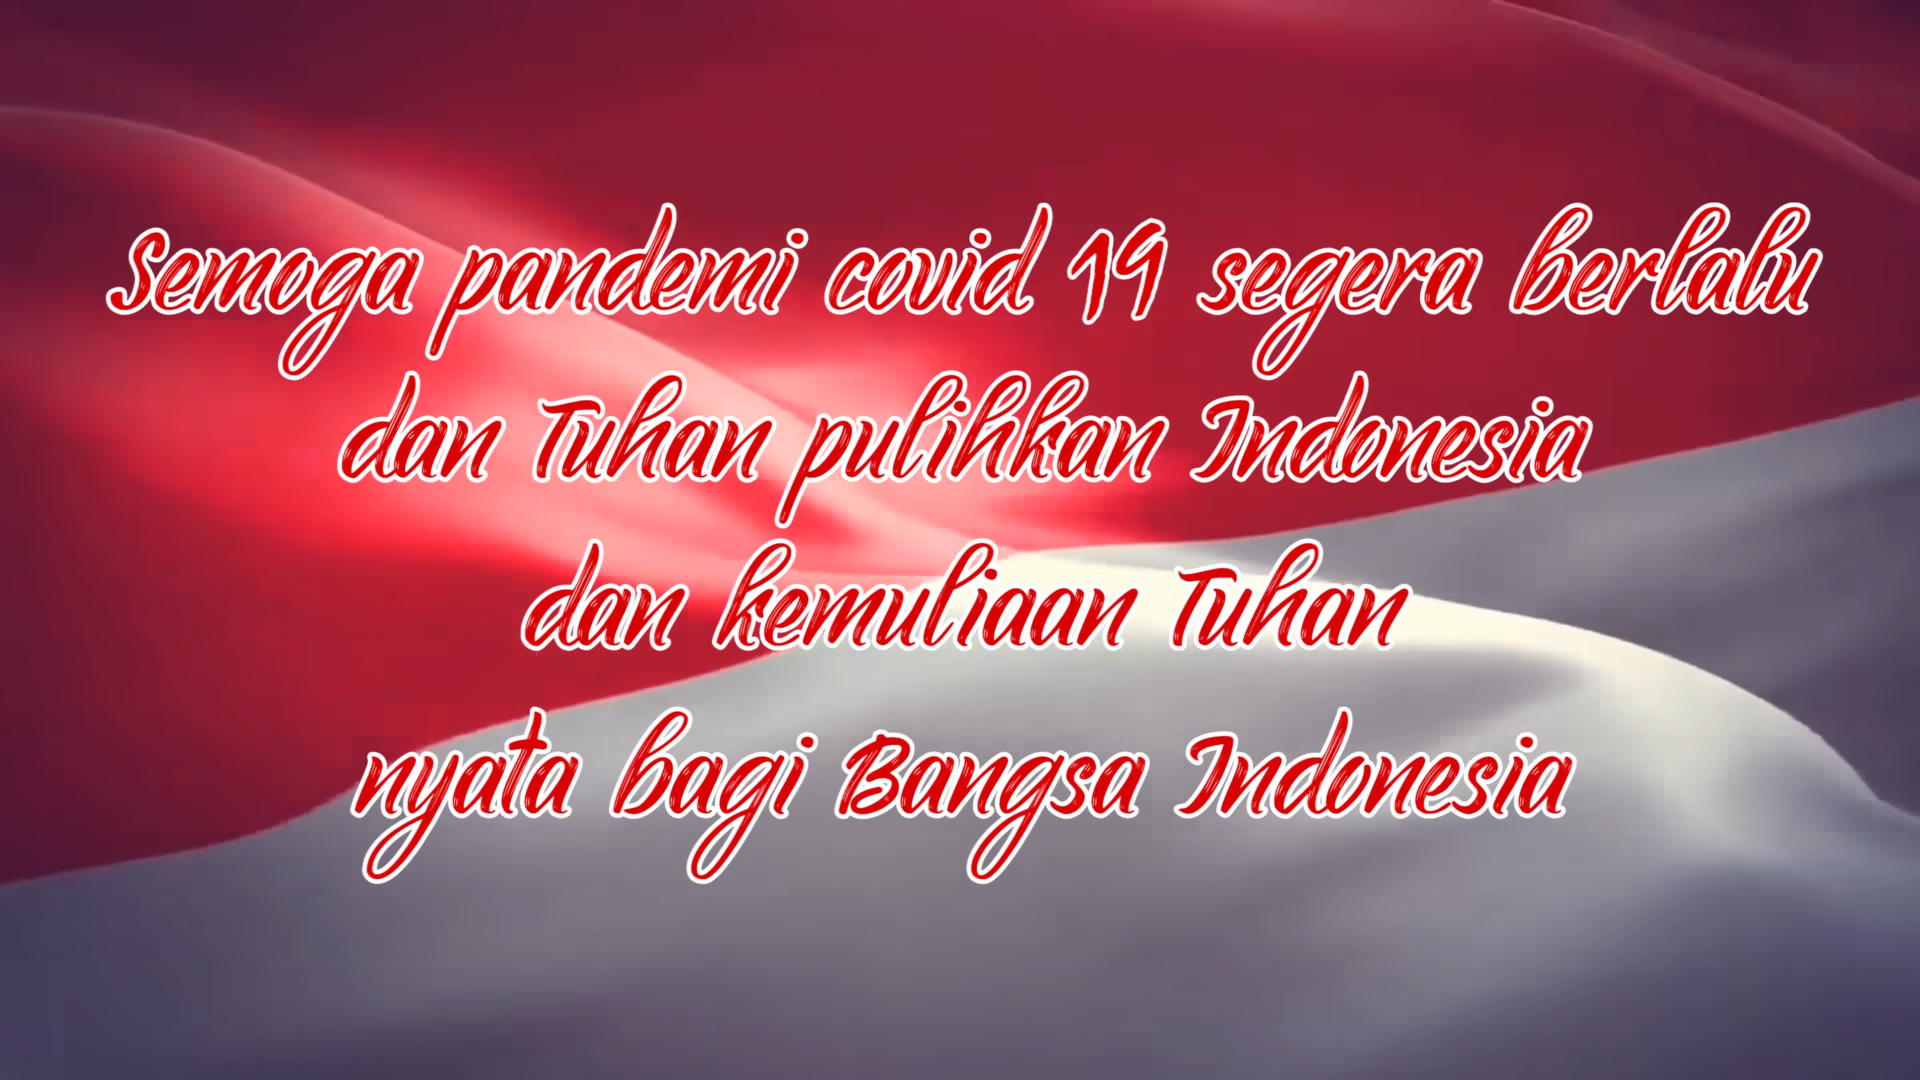 Semoga pandemi covid 19 segera berlalu
dan Tuhan pulihkan Indonesia
dan kemuliaan Tuhan
nyata bagi Bangsa Indonesia